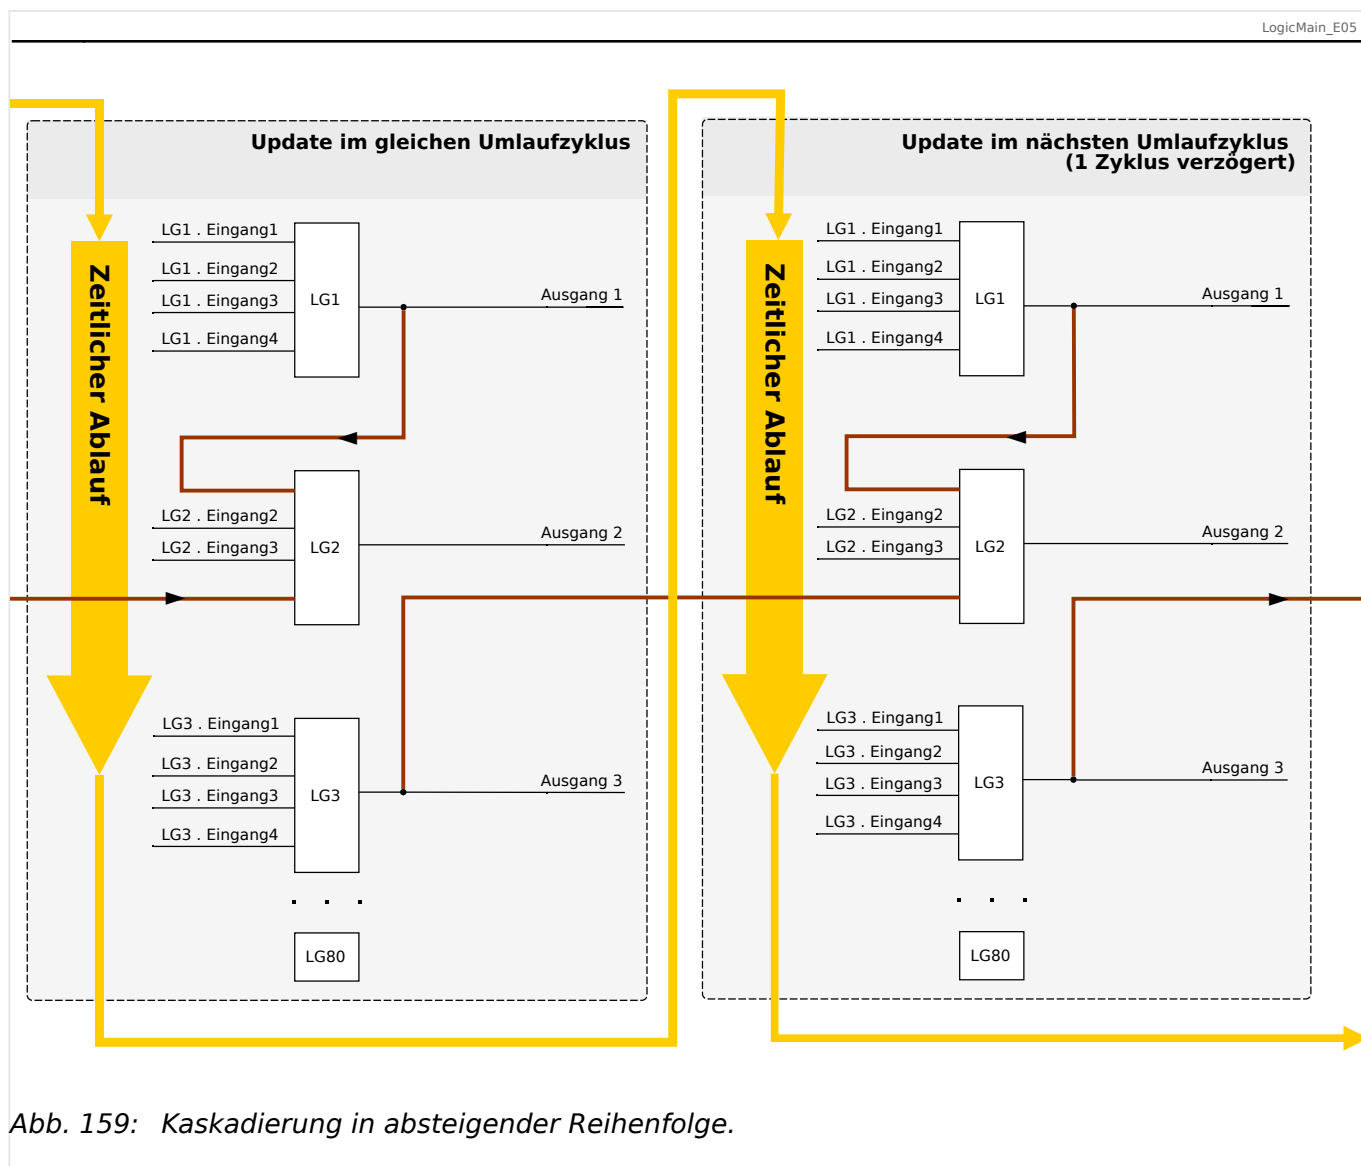 LogicMain_E05
Update im gleichen Umlaufzyklus
Zeitlicher Ablauf
LG1 . Eingang1
LG1 . Eingang2
LG1 . Eingang3
LG1 . Eingang4
LG1
Ausgang 1
LG2 . Eingang2
LG2 . Eingang3
LG2
Ausgang 2
LG3 . Eingang1
LG3 . Eingang2
LG3 . Eingang3
LG3 . Eingang4
LG3
Ausgang 3
. . .
LG80
Update im nächsten Umlaufzyklus
(1 Zyklus verzögert)
Zeitlicher Ablauf
LG1 . Eingang1
LG1 . Eingang2
LG1 . Eingang3
LG1 . Eingang4
LG1
Ausgang 1
LG2 . Eingang2
LG2 . Eingang3
LG2
Ausgang 2
LG3 . Eingang1
LG3 . Eingang2
LG3 . Eingang3
LG3 . Eingang4
LG3
Ausgang 3
. . .
LG80
Abb. 159: Kaskadierung in absteigender Reihenfolge.